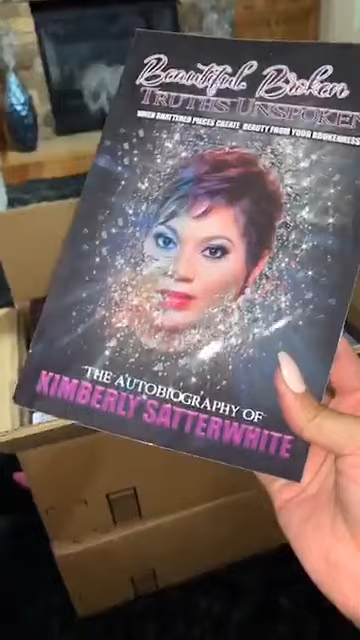 Beautiful, Broken
TRUTHS UNSPOKEN
WHEN SHATTERED PIECES CREATE BEAUTY FROM YOUR BROKENNESS
THE AUTOBIOGRAPHY OF
KIMBERLY SATTERWHITE